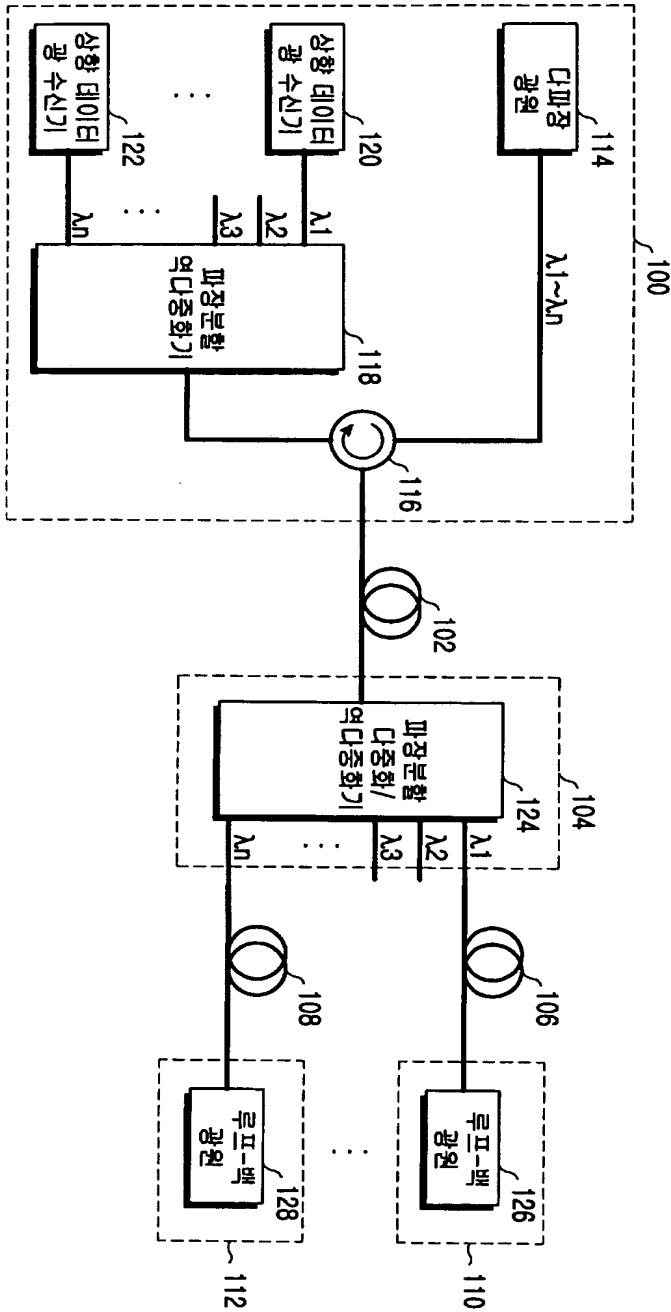 100
다파장
광원
114
λ1~λn
116
상향 데이터
광 수신기
120
상향 데이터
광 수신기
122
...
λ1
λ2
λ3
...
λn
파장분할
역다중화기
118
102
104
파장분할
다중화/
역다중화기
124
λ1
λ2
λ3
...
λn
106
108
루프-백
광원
126
110
...
루프-백
광원
128
112